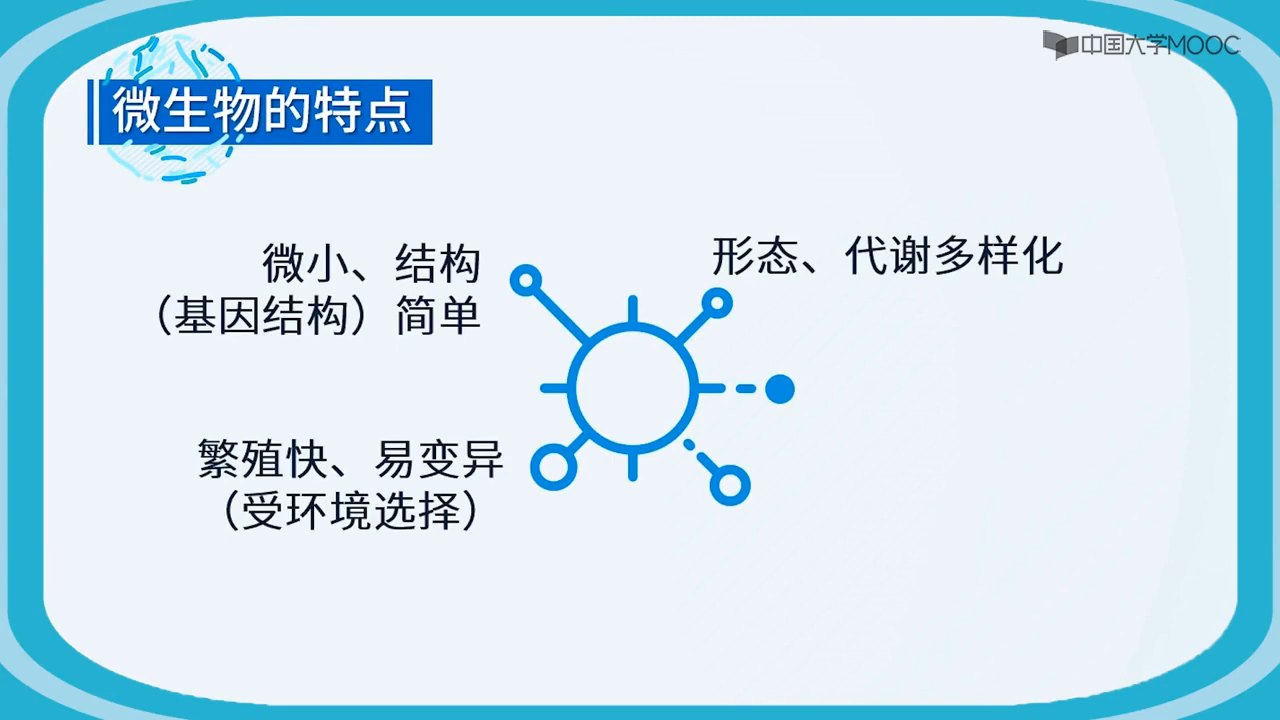 中国大学MOOC
微生物的特点
微小、结构
（基因结构）简单
形态、代谢多样化
繁殖快、易变异
（受环境选择）